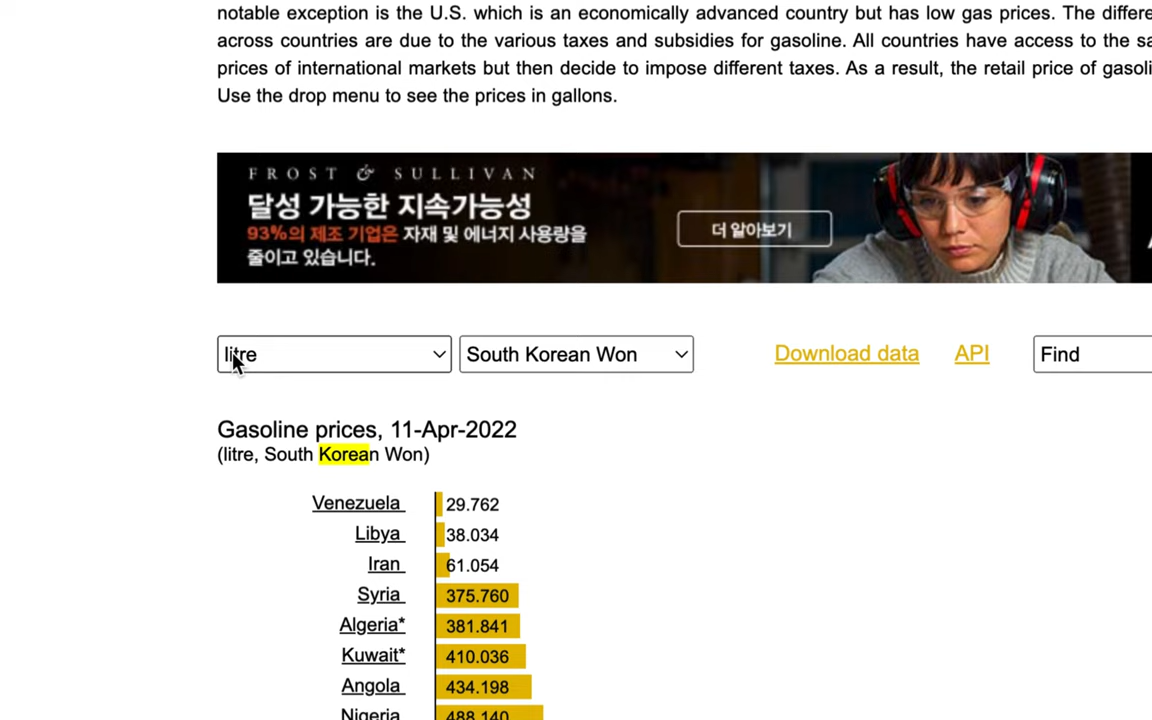 notable exception is the U.S. which is an economically advanced country but has low gas prices. The differe
across countries are due to the various taxes and subsidies for gasoline. All countries have access to the sa
prices of international markets but then decide to impose different taxes. As a result, the retail price of gasoli
Use the drop menu to see the prices in gallons.
FROST & SULLIVAN
달성 가능한 지속가능성
93%의 제조 기업은 자재 및 에너지 사용량을
줄이고 있습니다.
더 알아보기
litre South Korean Won Download data API Find
Gasoline prices, 11-Apr-2022
(litre, South Korean Won)
Venezuela 29.762
Libya 38.034
Iran 61.054
Syria 375.760
Algeria* 381.841
Kuwait* 410.036
Angola 434.198
Nigeria 488.140